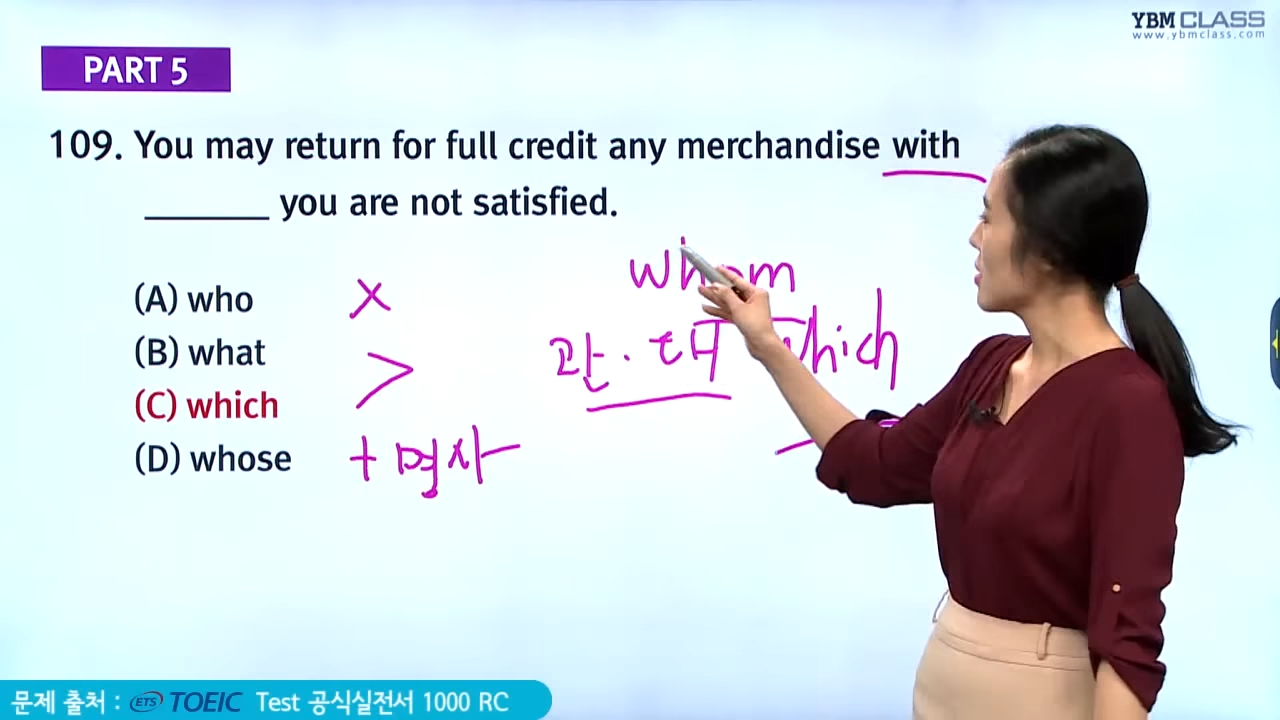 YBM CLASS
www.ybmclass.com
PART 5
109. You may return for full credit any merchandise with
______ you are not satisfied.
(A) who ×
(B) what
(C) which >
(D) whose + 명사
whom
관·대 which
문제 출처 : ETS TOEIC Test 공식실전서 1000 RC